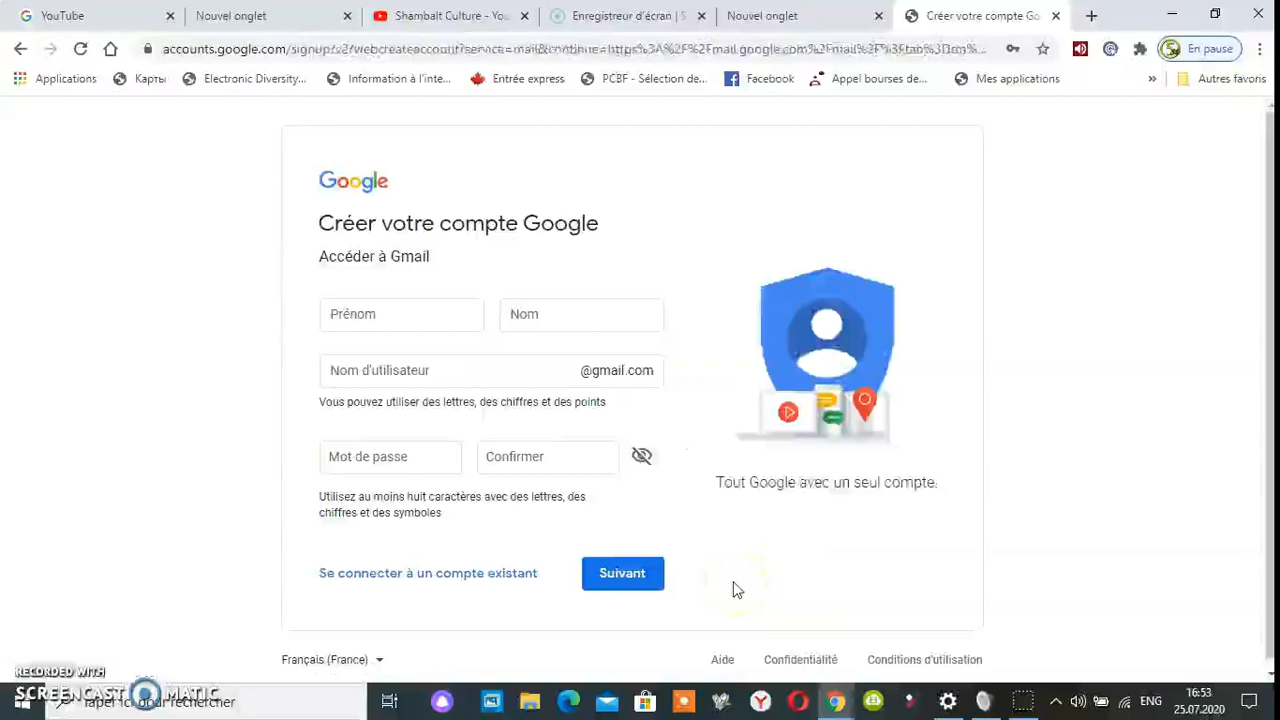 YouTube
Nouvel onglet
Shambalt Culture - You
Enregistreur d'écran | S
Nouvel onglet
Créer votre compte Go
En pause
Applications
Карты
Electronic Diversity...
Information à l'inte...
Entrée express
PCBF - Sélection de...
Facebook
Appel bourses de...
Mes applications
»
Autres favoris
Google
Créer votre compte Google
Accéder à Gmail
Prénom
Nom
Nom d'utilisateur
@gmail.com
Vous pouvez utiliser des lettres, des chiffres et des points
Mot de passe
Confirmer
Utilisez au moins huit caractères avec des lettres, des
chiffres et des symboles
Tout Google avec un seul compte.
Se connecter à un compte existant
Suivant
Français (France)
Aide
Confidentialité
Conditions d'utilisation
RECORDED WITH
SCREENCAST MATIC
ici pour rechercher
ENG
16:53
25.07.2020